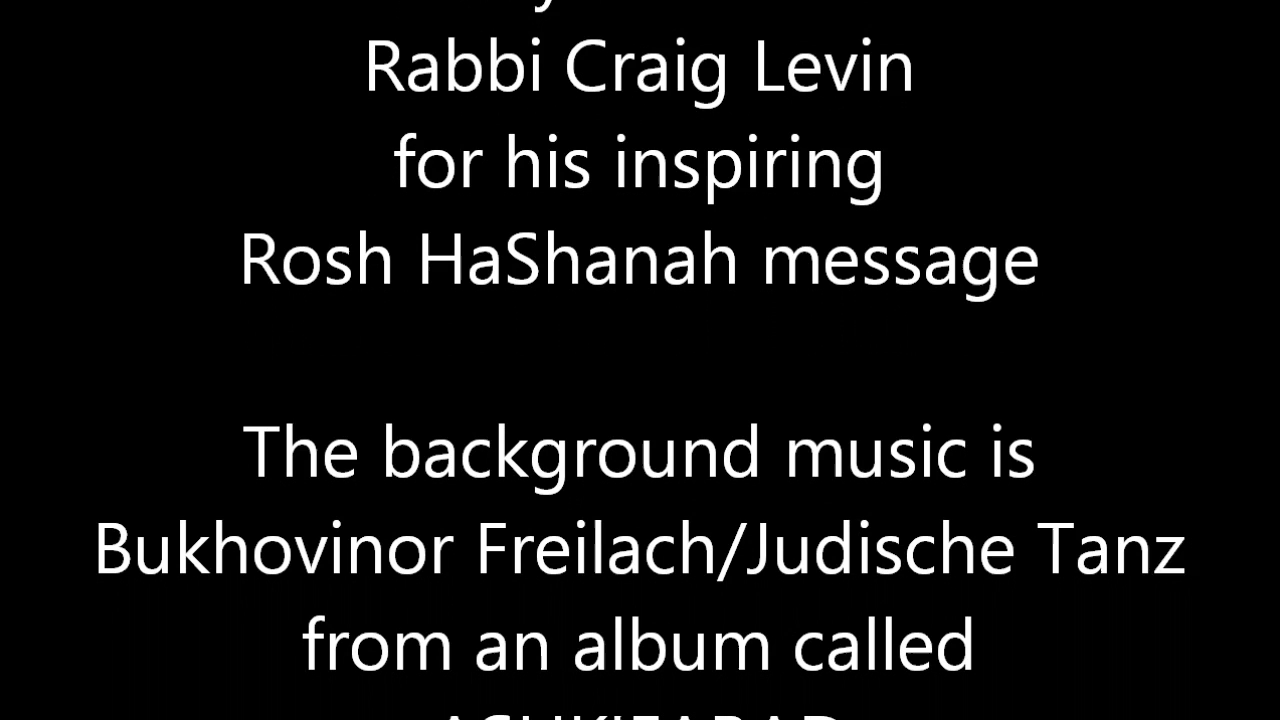 Rabbi Craig Levin
for his inspiring
Rosh HaShanah message
The background music is
Bukhovinor Freilach/Judische Tanz
from an album called